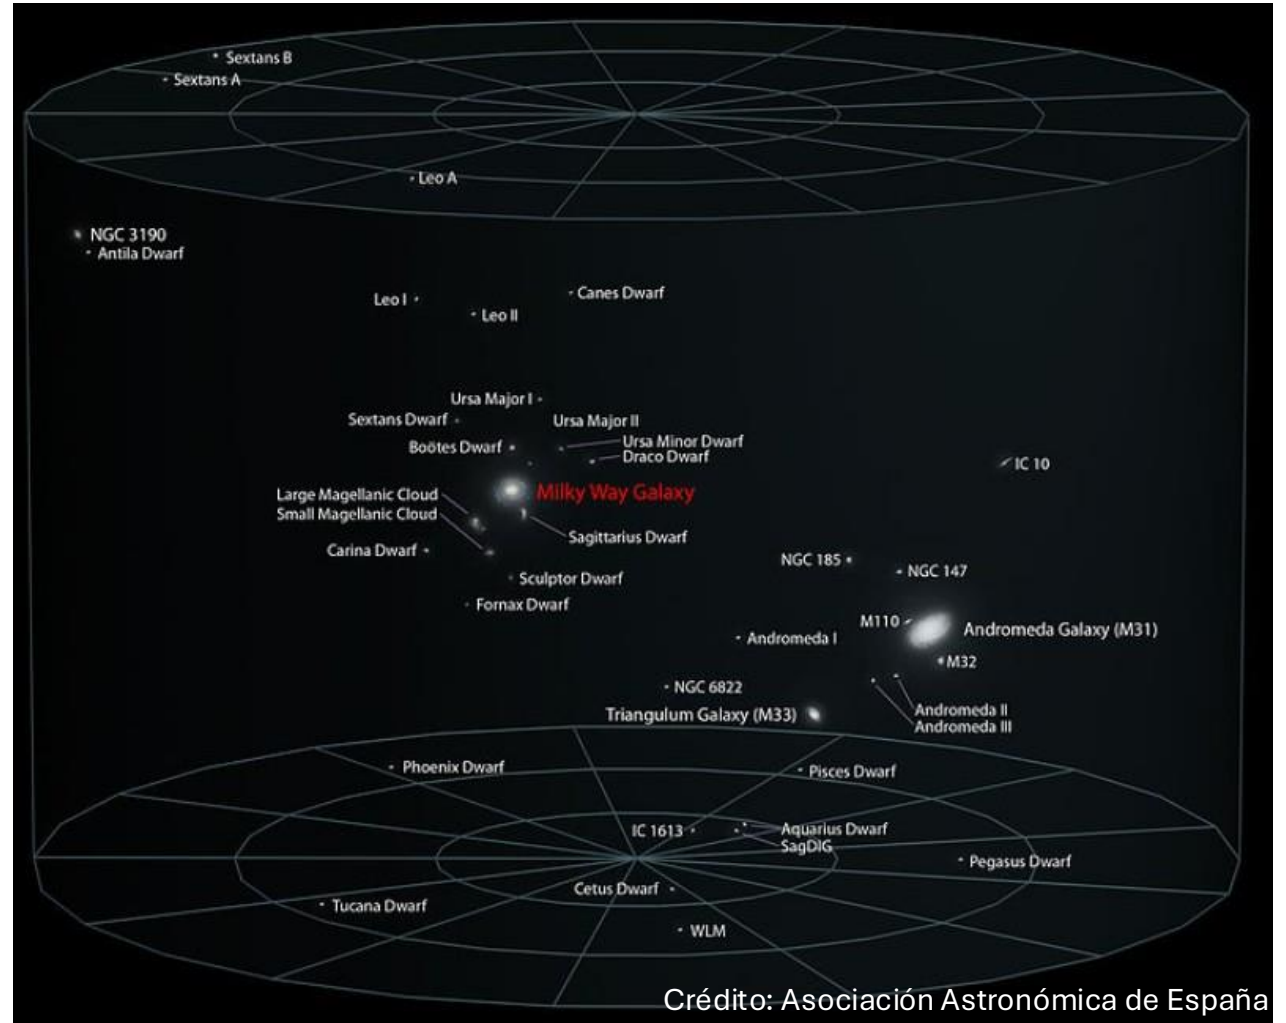 Sextans B
Sextans A
Leo A
NGC 3190
Antila Dwarf
Canes Dwarf
Leo I
Leo II
Ursa Major I
Sextans Dwarf
Ursa Major II
Boötes Dwarf
Ursa Minor Dwarf
Draco Dwarf
IC 10
Milky Way Galaxy
Large Magellanic Cloud
Small Magellanic Cloud
Sagittarius Dwarf
Carina Dwarf
NGC 185
NGC 147
Sculptor Dwarf
Fornax Dwarf
M110
Andromeda Galaxy (M31)
Andromeda I
M32
NGC 6822
Andromeda II
Triangulum Galaxy (M33)
Andromeda III
Phoenix Dwarf
Pisces Dwarf
IC 1613
Aquarius Dwarf
SagDIG
Pegasus Dwarf
Cetus Dwarf
Tucana Dwarf
WLM
Crédito: Asociación Astronómica de España